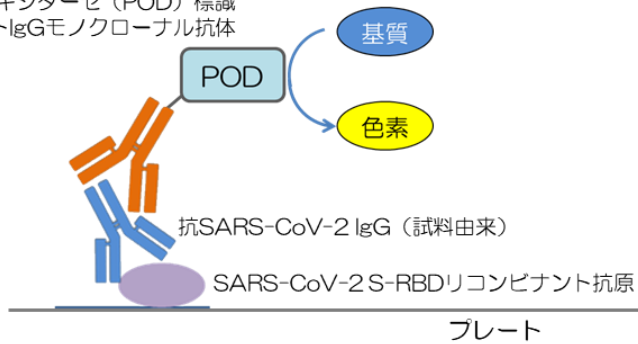 キシダーゼ（POD）標識
トIgGモノクローナル抗体
POD
基質
色素
抗SARS-CoV-2 IgG（試料由来）
SARS-CoV-2 S-RBDリコンビナント抗原
プレート